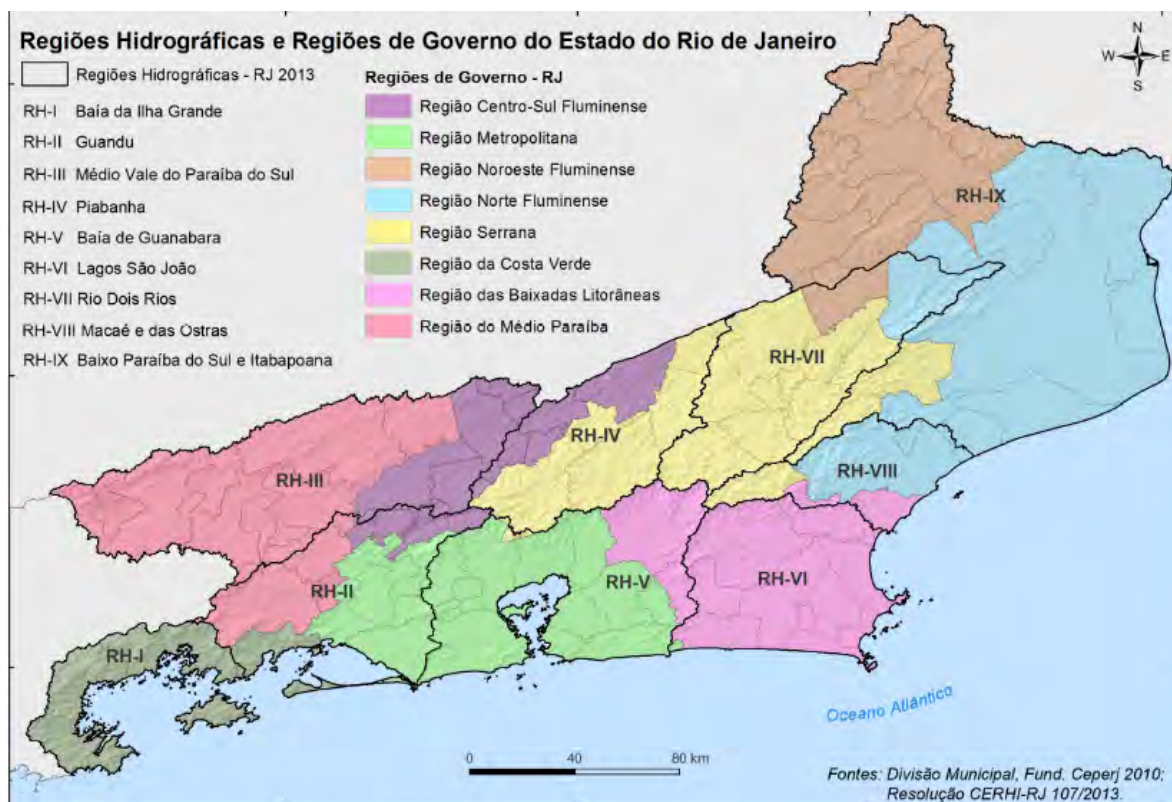 Regiões Hidrográficas e Regiões de Governo do Estado do Rio de Janeiro
Regiões Hidrográficas - RJ 2013
RH-I Baía da Ilha Grande
RH-II Guandu
RH-III Médio Vale do Paraíba do Sul
RH-IV Piabanha
RH-V Baía de Guanabara
RH-VI Lagos São João
RH-VII Rio Dois Rios
RH-VIII Macaé e das Ostras
RH-IX Baixo Paraíba do Sul e Itabapoana
Regiões de Governo - RJ
Região Centro-Sul Fluminense
Região Metropolitana
Região Noroeste Fluminense
Região Norte Fluminense
Região Serrana
Região da Costa Verde
Região das Baixadas Litorâneas
Região do Médio Paraíba
N
W E
S
RH-IX
RH-VII
RH-IV
RH-VIII
RH-III
RH-II
RH-V
RH-VI
RH-I
Oceano Atlântico
0 40 80 km
Fontes: Divisão Municipal, Fund. Ceperj 2010;
Resolução CERHI-RJ 107/2013.